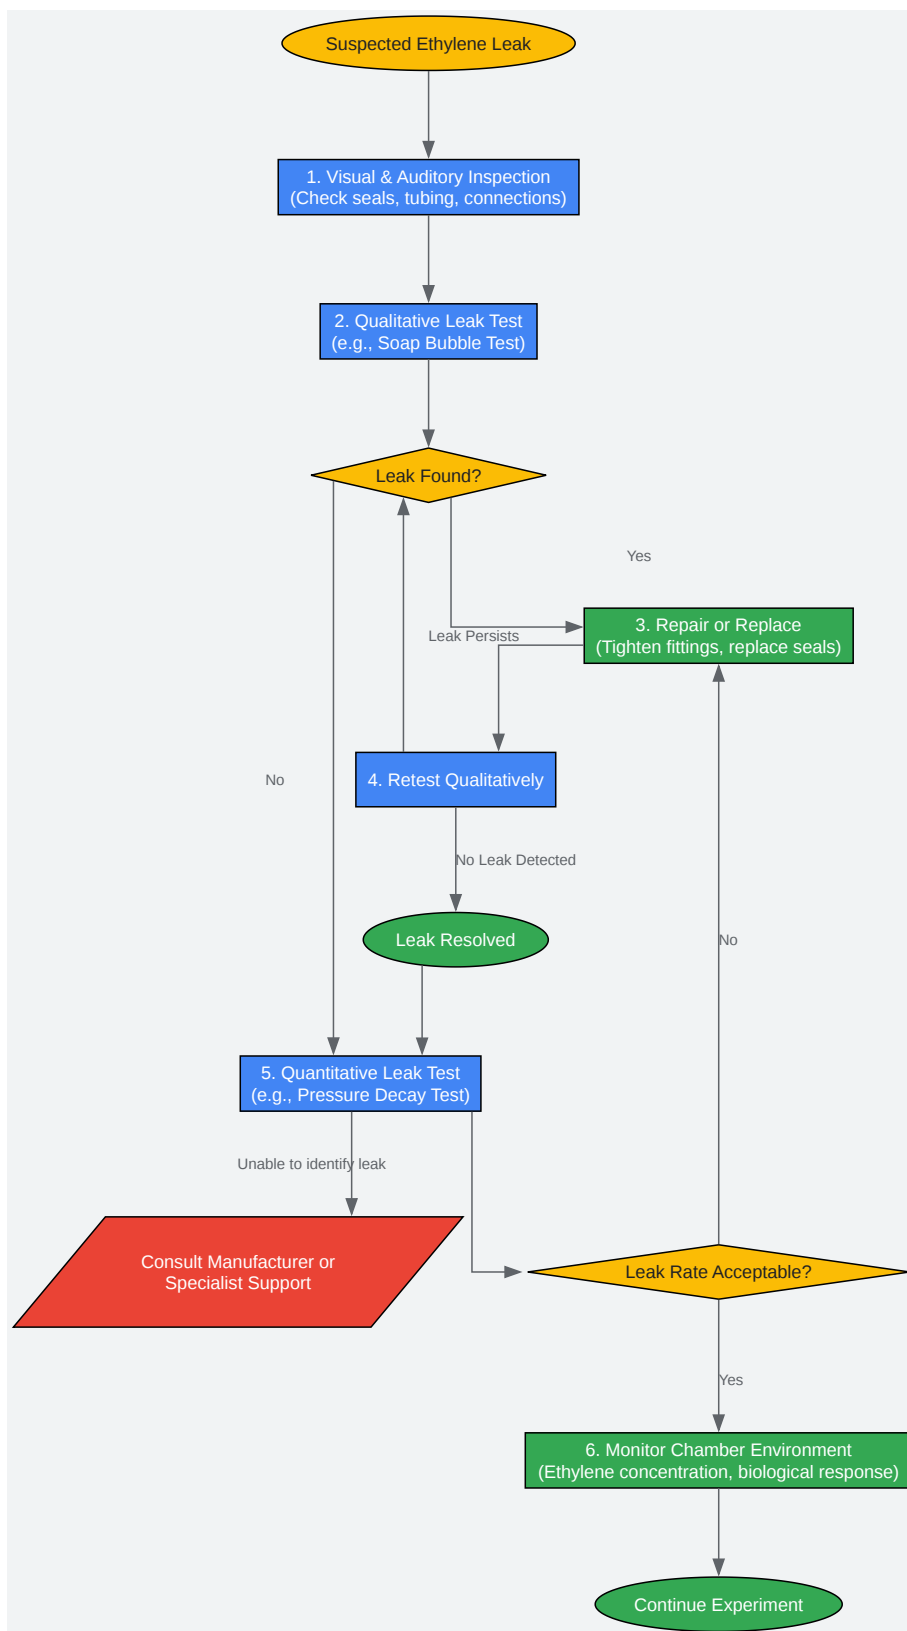 Suspected Ethylene Leak
1. Visual & Auditory Inspection
(Check seals, tubing, connections)
2. Qualitative Leak Test
(e.g., Soap Bubble Test)
Leak Found?
Yes
3. Repair or Replace
(Tighten fittings, replace seals)
Leak Persists
No
4. Retest Qualitatively
No Leak Detected
Leak Resolved
No
5. Quantitative Leak Test
(e.g., Pressure Decay Test)
Unable to identify leak
Consult Manufacturer or
Specialist Support
Leak Rate Acceptable?
Yes
6. Monitor Chamber Environment
(Ethylene concentration, biological response)
Continue Experiment